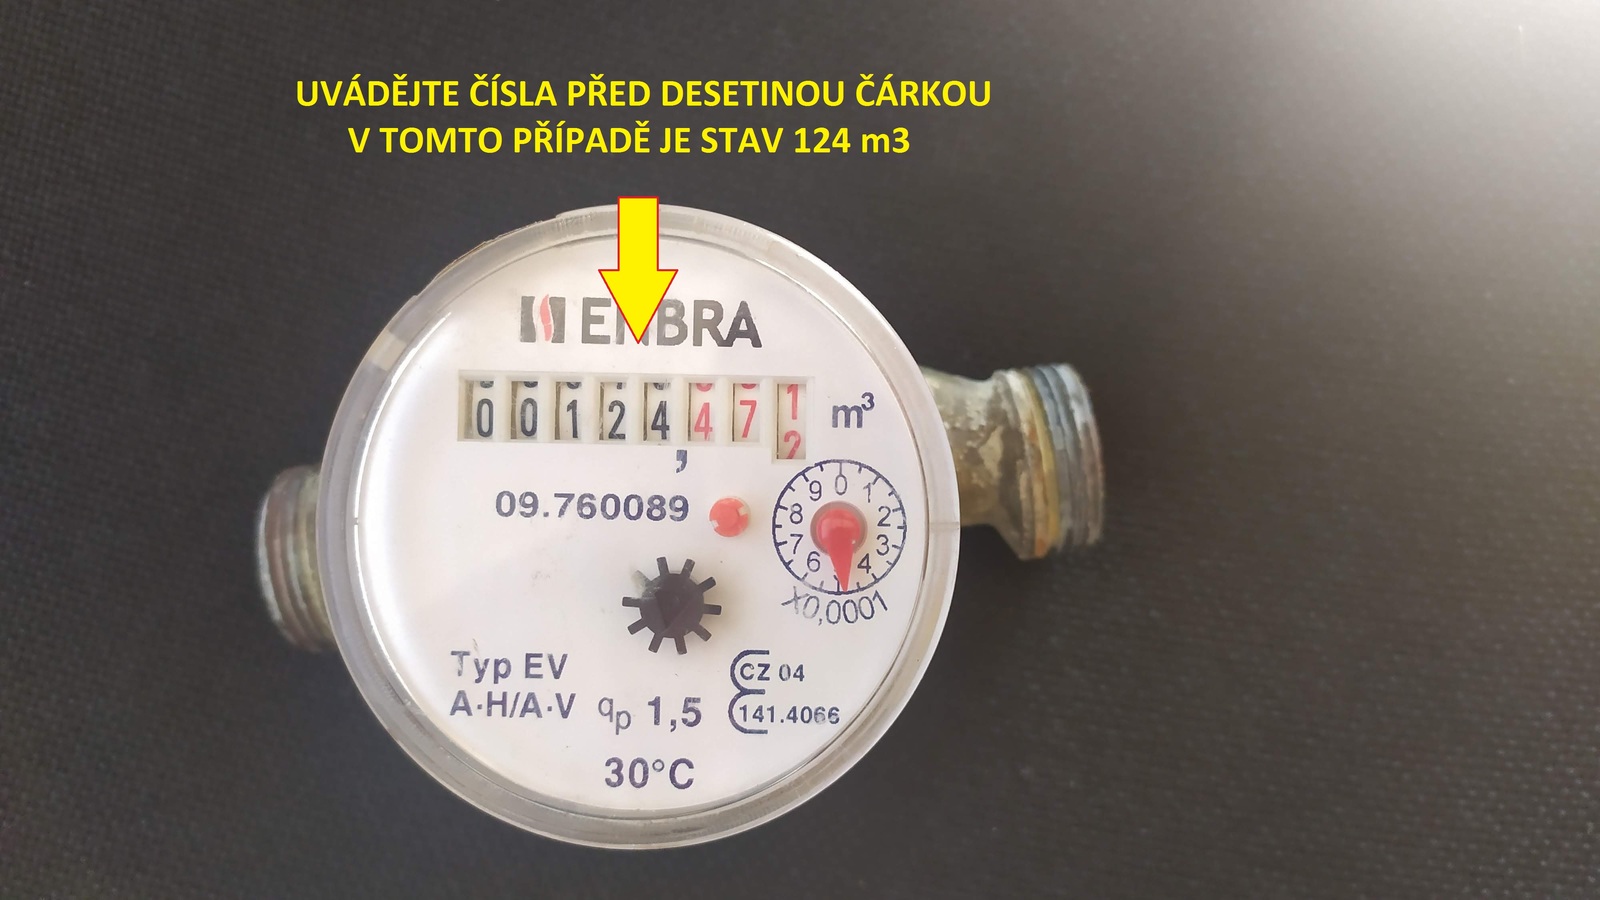 UVÁDĚJTE ČÍSLA PŘED DESETINOU ČÁRKOU
V TOMTO PŘÍPADĚ JE STAV 124 m3
ENBRA
0 0 1 2 4 , 4 7 1 2 m³
09.760089
9 0 1
8 2
7 3
6 4
X0,0001
Typ EV
A·H/A·V qp 1,5
CZ 04
141.4066
30°C